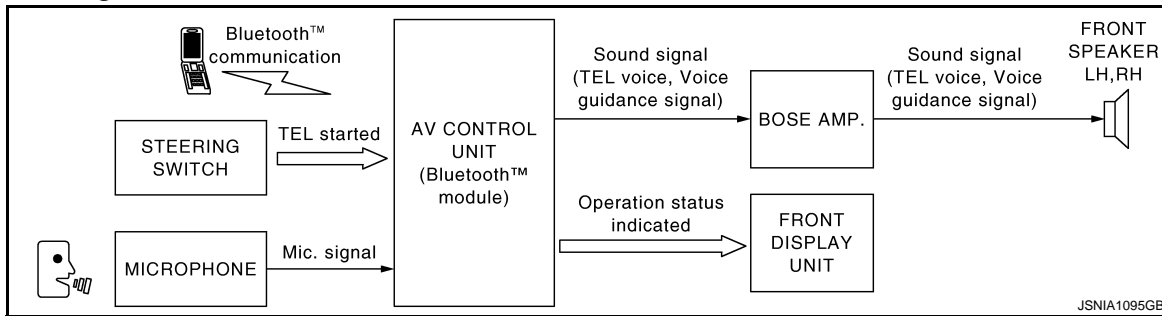 Bluetooth™
communication
STEERING
SWITCH
TEL started
MICROPHONE
Mic. signal
AV CONTROL
UNIT
(Bluetooth™
module)
Sound signal
(TEL voice, Voice
guidance signal)
BOSE AMP.
Sound signal
(TEL voice, Voice
guidance signal)
FRONT
SPEAKER
LH,RH
Operation status
indicated
FRONT
DISPLAY
UNIT
JSNIA1095GB